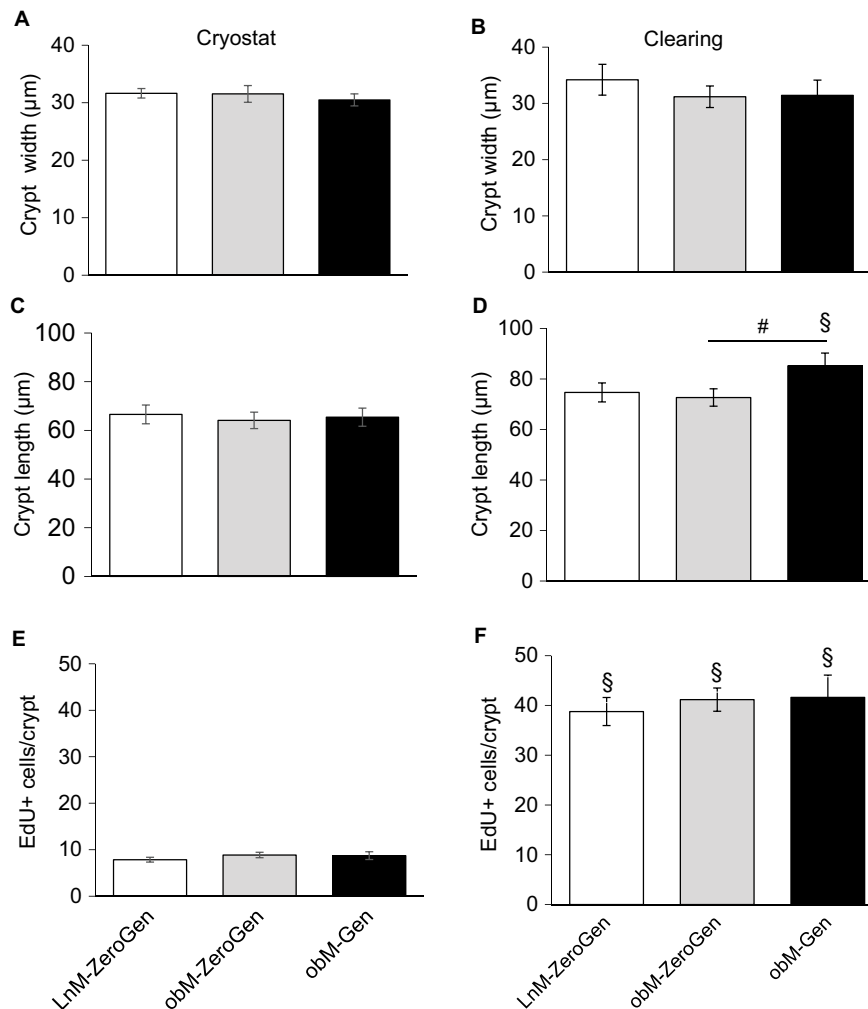 A
Cryostat
Crypt width (µm)
40
30
20
10
0
B
Clearing
Crypt width (µm)
40
30
20
10
0
C
Crypt length (µm)
100
80
60
40
20
0
D
Crypt length (µm)
100
80
60
40
20
0
#
§
E
EdU+ cells/crypt
50
40
30
20
10
0
LnM-ZeroGen
obM-ZeroGen
obM-Gen
F
EdU+ cells/crypt
50
40
30
20
10
0
§
§
§
LnM-ZeroGen
obM-ZeroGen
obM-Gen